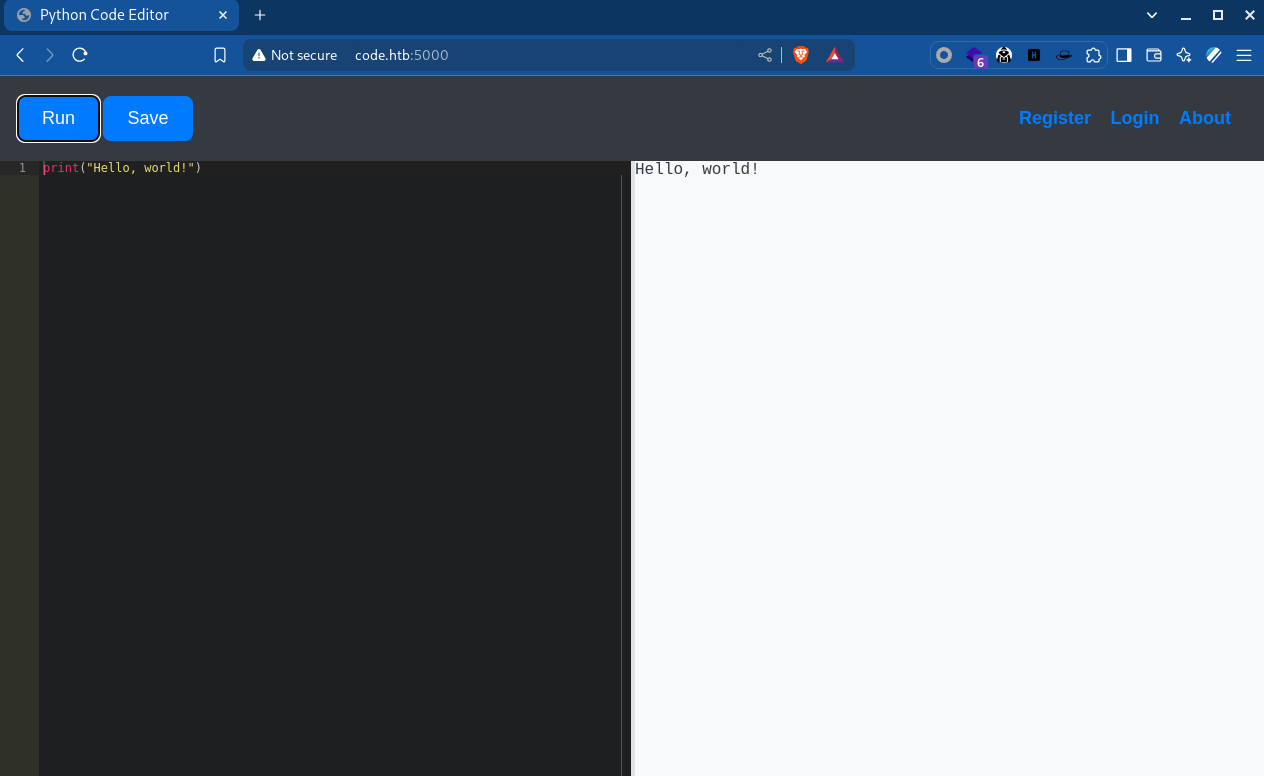 Python Code Editor
Not secure code.htb:5000
6
Run Save Register Login About
1 print("Hello, world!")
Hello, world!